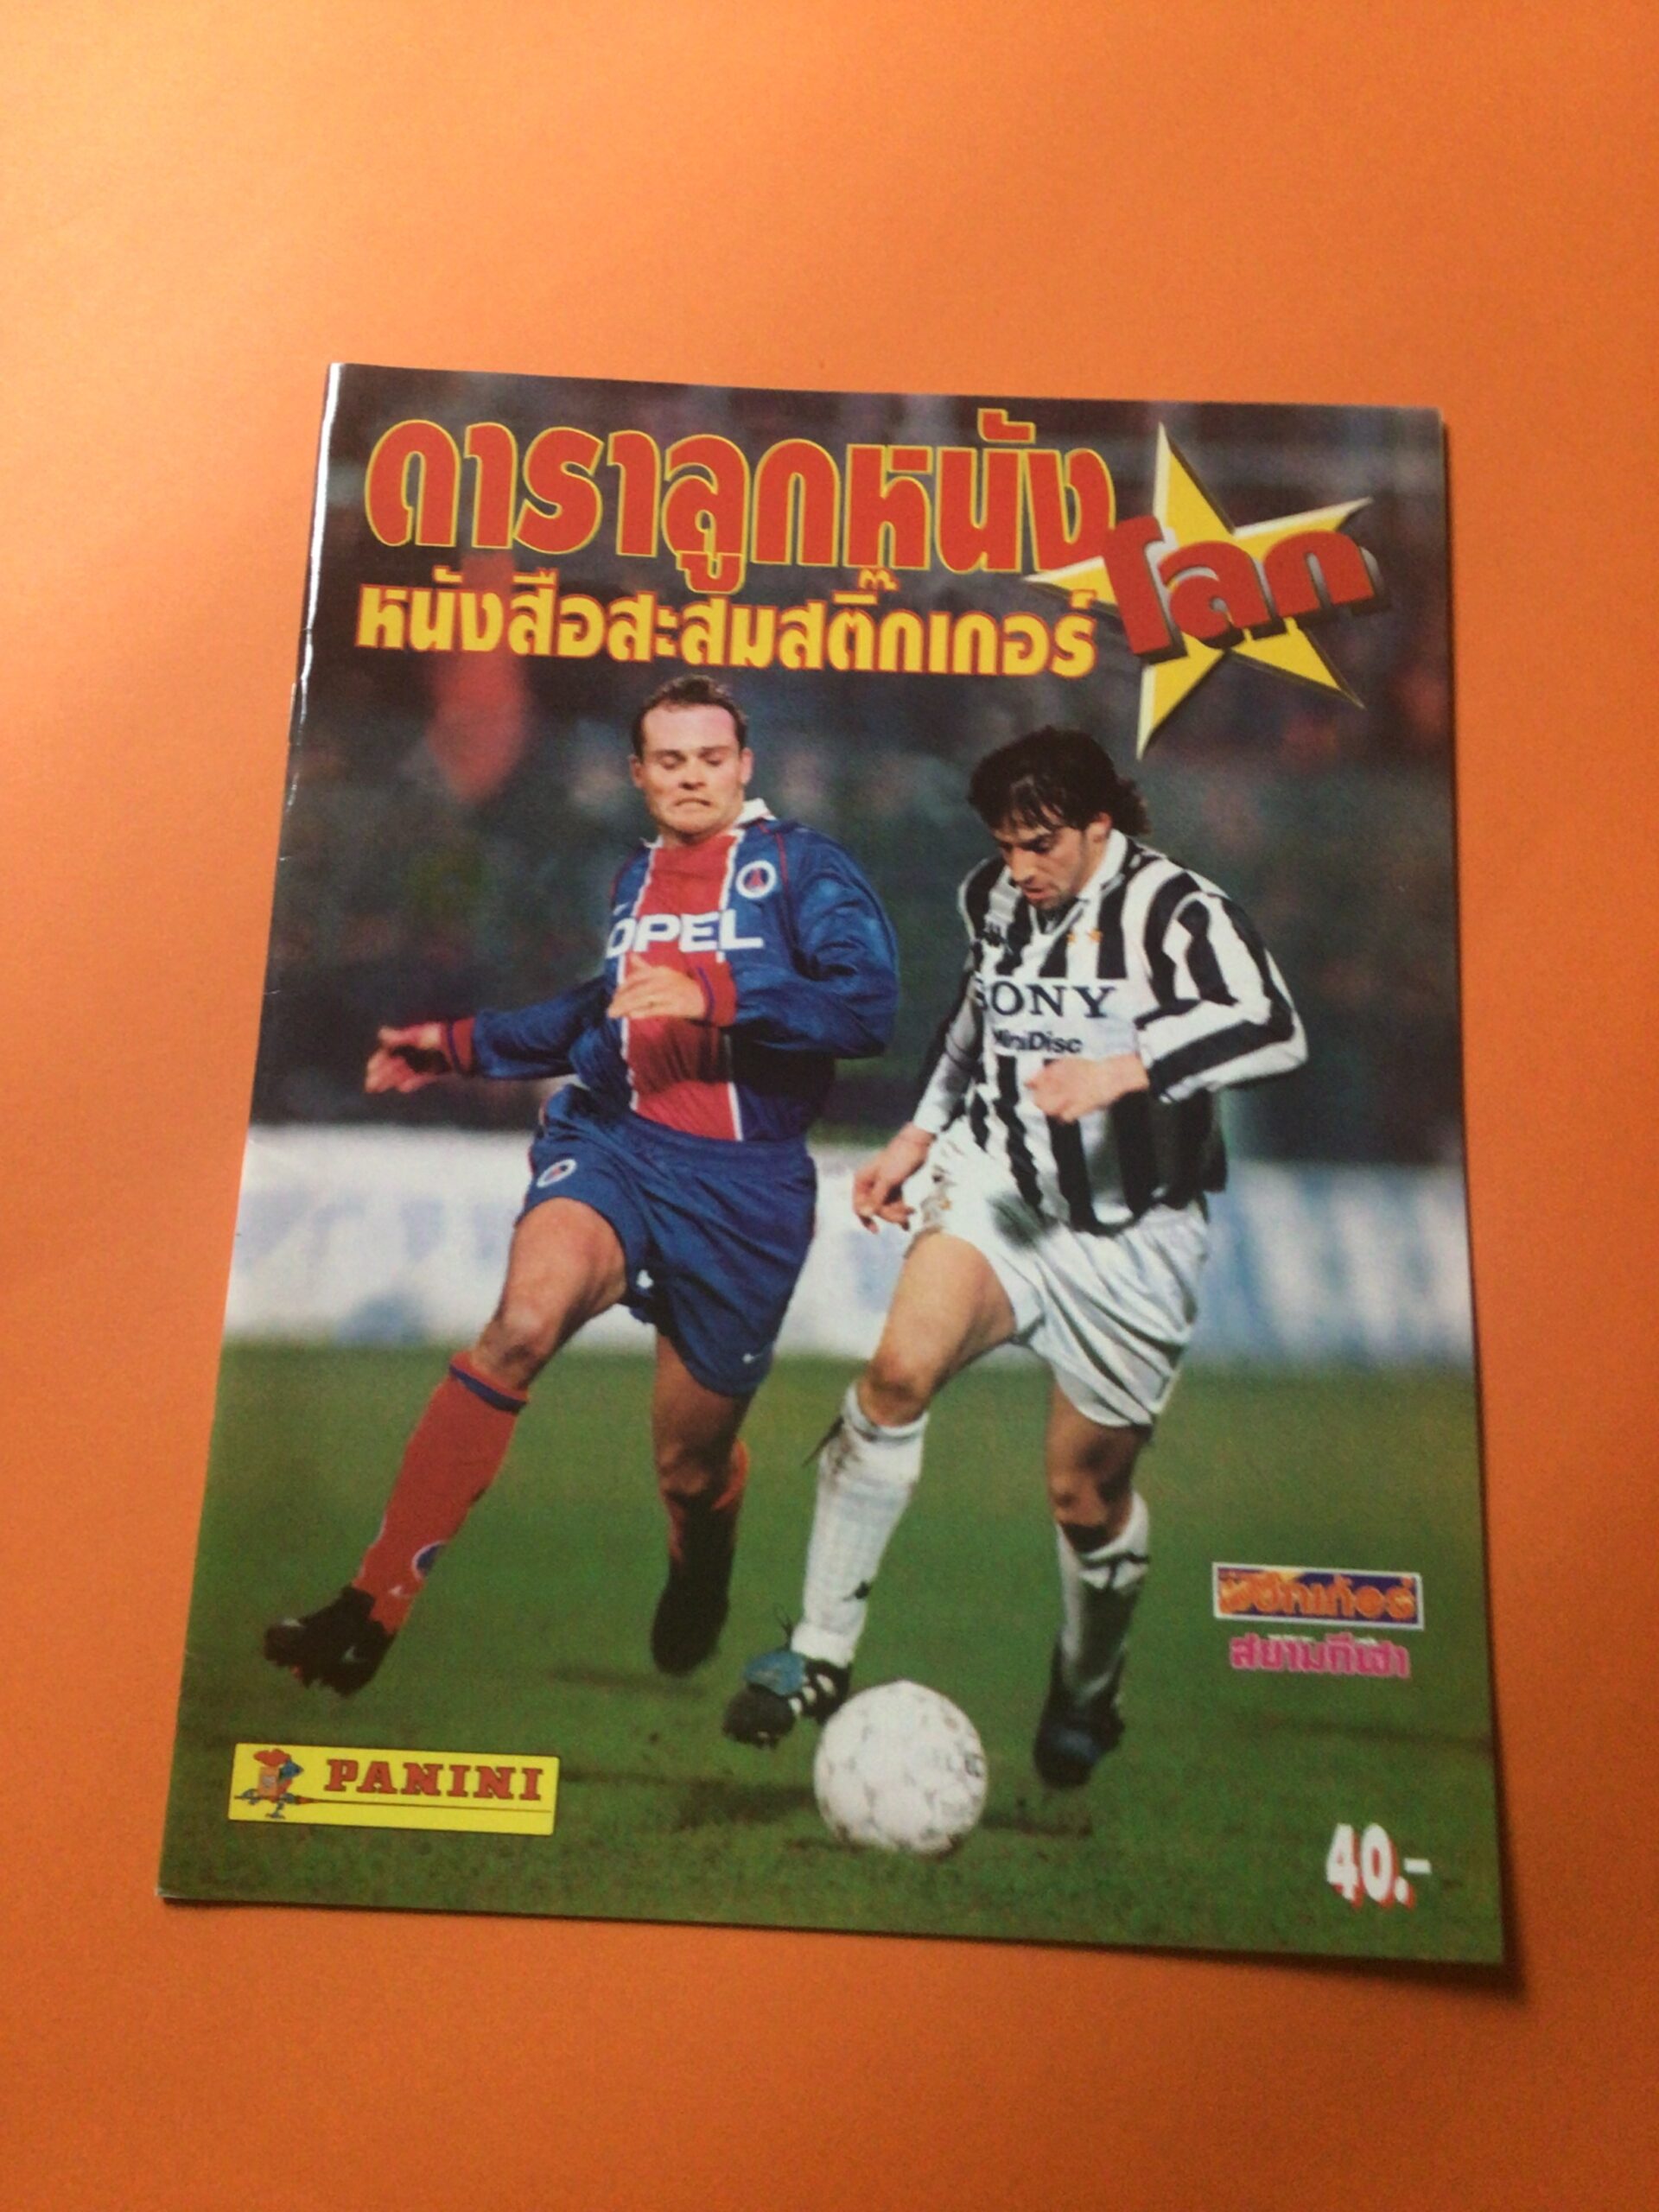 ดาราลูกหนัง
โลก
หนังสือสะสมสติ๊กเกอร์
OPEL
SONY
MiniDisc
สยามกีฬา
PANINI
40.-